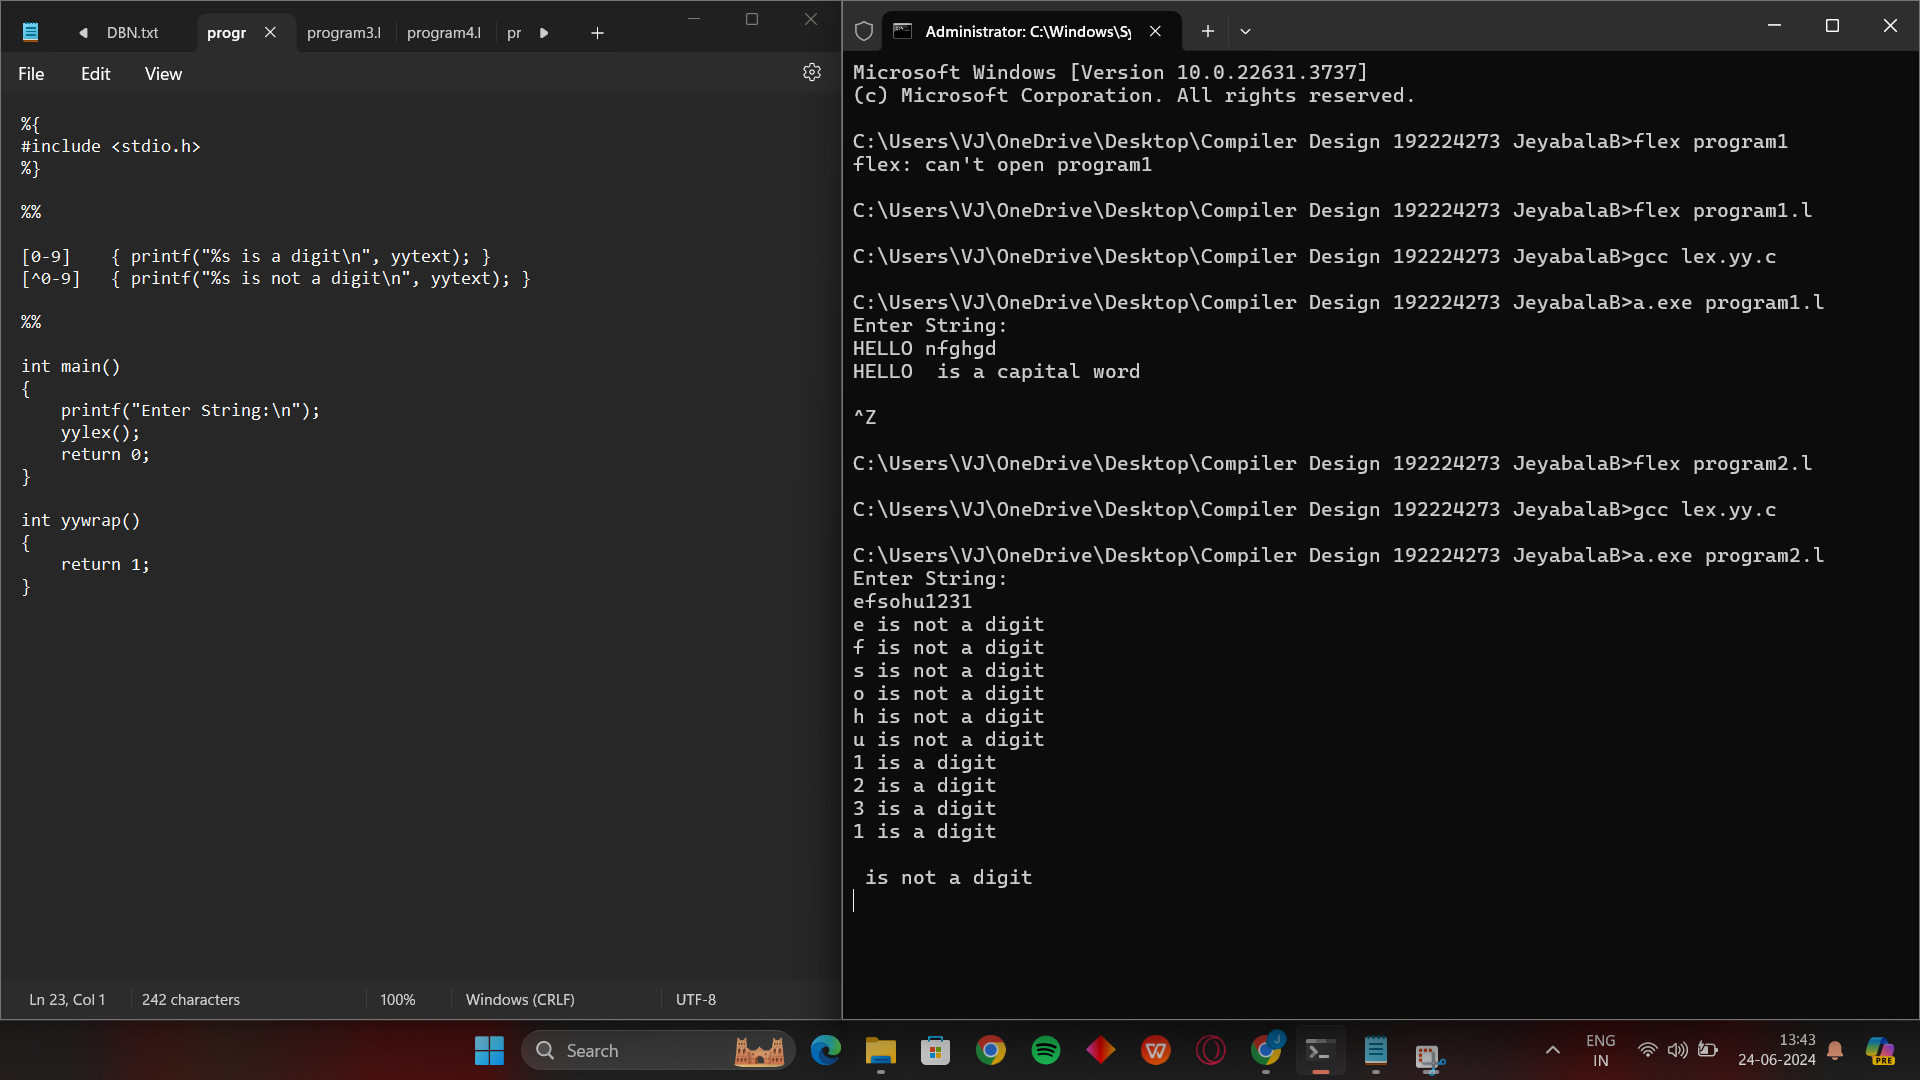 DBN.txt
progr
program3.l
program4.l
pr
File
Edit
View
%{
#include <stdio.h>
%}
%%
[0-9]    { printf("%s is a digit\n", yytext); }
[^0-9]   { printf("%s is not a digit\n", yytext); }
%%
int main()
{
    printf("Enter String:\n");
    yylex();
    return 0;
}
int yywrap()
{
    return 1;
}
Ln 23, Col 1
242 characters
100%
Windows (CRLF)
UTF-8
Administrator: C:\Windows\Sy
Microsoft Windows [Version 10.0.22631.3737]
(c) Microsoft Corporation. All rights reserved.
C:\Users\VJ\OneDrive\Desktop\Compiler Design 192224273 JeyabalaB>flex program1
flex: can't open program1
C:\Users\VJ\OneDrive\Desktop\Compiler Design 192224273 JeyabalaB>flex program1.l
C:\Users\VJ\OneDrive\Desktop\Compiler Design 192224273 JeyabalaB>gcc lex.yy.c
C:\Users\VJ\OneDrive\Desktop\Compiler Design 192224273 JeyabalaB>a.exe program1.l
Enter String:
HELLO nfghgd
HELLO  is a capital word
^Z
C:\Users\VJ\OneDrive\Desktop\Compiler Design 192224273 JeyabalaB>flex program2.l
C:\Users\VJ\OneDrive\Desktop\Compiler Design 192224273 JeyabalaB>gcc lex.yy.c
C:\Users\VJ\OneDrive\Desktop\Compiler Design 192224273 JeyabalaB>a.exe program2.l
Enter String:
efsohu1231
e is not a digit
f is not a digit
s is not a digit
o is not a digit
h is not a digit
u is not a digit
1 is a digit
2 is a digit
3 is a digit
1 is a digit
 is not a digit
Search
J
W
ENG
IN
13:43
24-06-2024
PRE